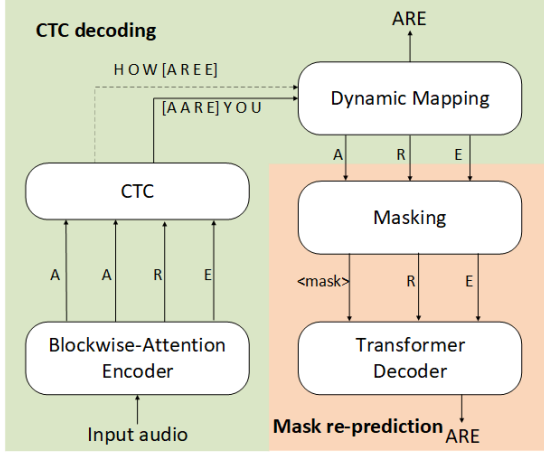 CTC decoding
ARE
H O W [A R E E]
[A A R E] Y O U
Dynamic Mapping
A R E
CTC
Masking
A A R E
<mask> R E
Blockwise-Attention
Encoder
Transformer
Decoder
Input audio
Mask re-prediction
ARE